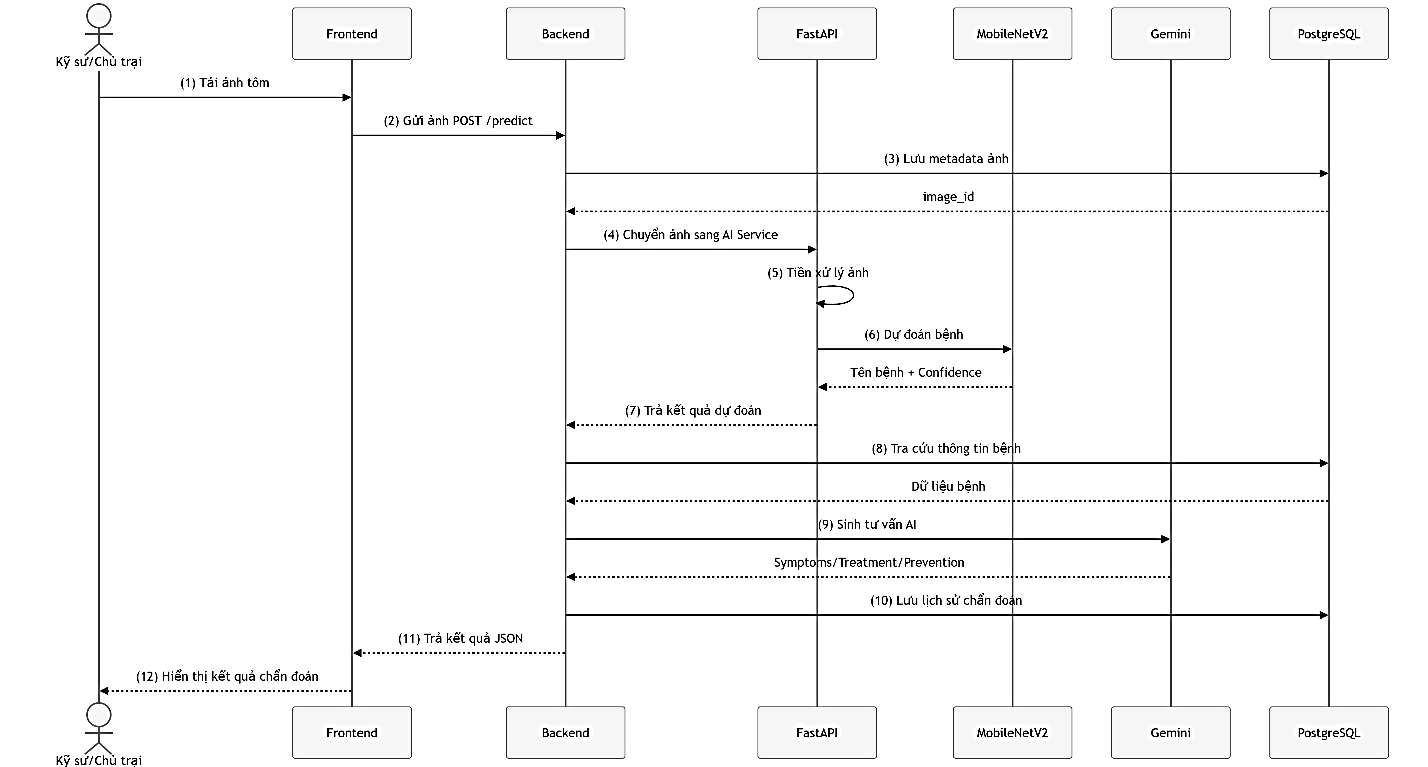 Frontend
Backend
FastAPI
MobileNetV2
Gemini
PostgreSQL
Kỹ sư/Chủ trại
(1) Tải ảnh tôm
(2) Gửi ảnh POST /predict
(3) Lưu metadata ảnh
image_id
(4) Chuyển ảnh sang AI Service
(5) Tiền xử lý ảnh
(6) Dự đoán bệnh
Tên bệnh + Confidence
(7) Trả kết quả dự đoán
(8) Tra cứu thông tin bệnh
Dữ liệu bệnh
(9) Sinh tư vấn AI
Symptoms/Treatment/Prevention
(10) Lưu lịch sử chẩn đoán
(11) Trả kết quả JSON
(12) Hiển thị kết quả chẩn đoán
Frontend
Backend
FastAPI
MobileNetV2
Gemini
PostgreSQL
Kỹ sư/Chủ trại